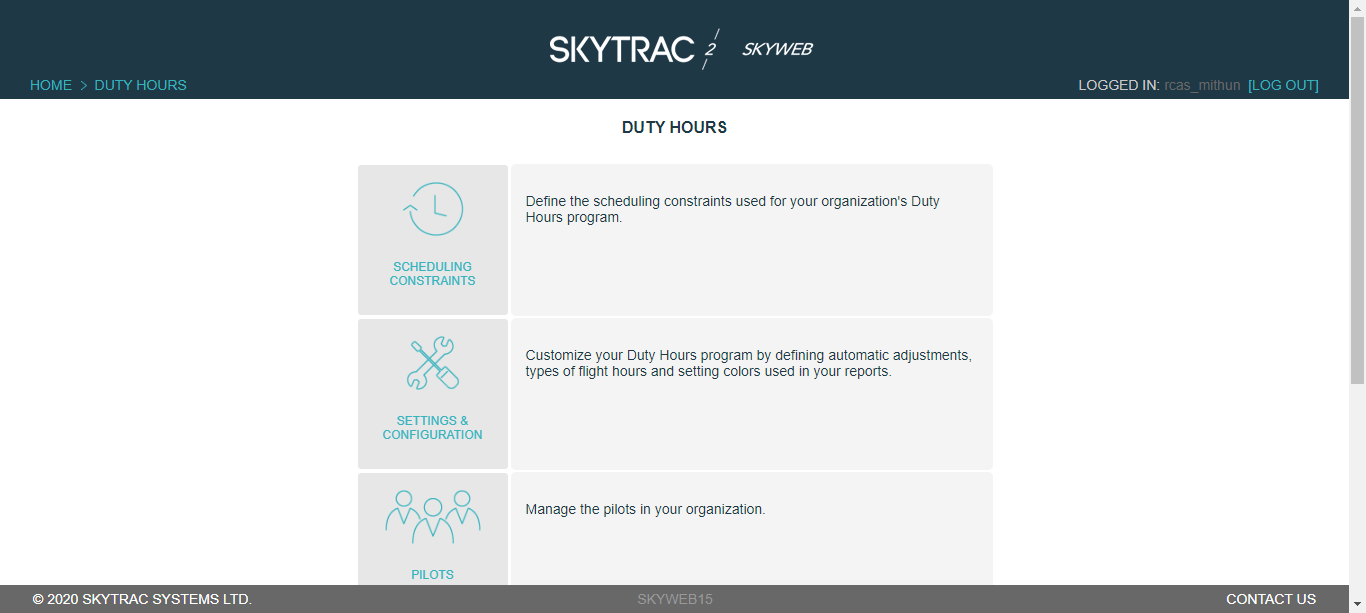 SKYTRAC 2 SKYWEB
HOME > DUTY HOURS
LOGGED IN: rcas_mithun [LOG OUT]
DUTY HOURS
SCHEDULING
CONSTRAINTS
Define the scheduling constraints used for your organization's Duty
Hours program.
SETTINGS &
CONFIGURATION
Customize your Duty Hours program by defining automatic adjustments,
types of flight hours and setting colors used in your reports.
PILOTS
Manage the pilots in your organization.
© 2020 SKYTRAC SYSTEMS LTD.
SKYWEB15
CONTACT US